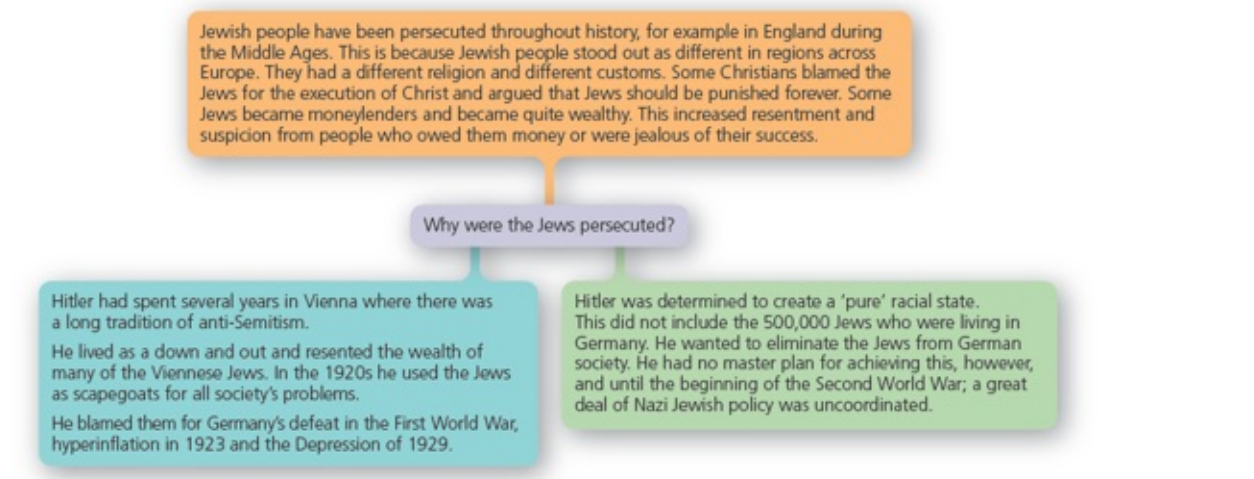 Jewish people have been persecuted throughout history, for example in England during
the Middle Ages. This is because Jewish people stood out as different in regions across
Europe. They had a different religion and different customs. Some Christians blamed the
Jews for the execution of Christ and argued that Jews should be punished forever. Some
Jews became moneylenders and became quite wealthy. This increased resentment and
suspicion from people who owed them money or were jealous of their success.
Why were the Jews persecuted?
Hitler had spent several years in Vienna where there was
a long tradition of anti-Semitism.
He lived as a down and out and resented the wealth of
many of the Viennese Jews. In the 1920s he used the Jews
as scapegoats for all society's problems.
He blamed them for Germany's defeat in the First World War,
hyperinflation in 1923 and the Depression of 1929.
Hitler was determined to create a 'pure' racial state.
This did not include the 500,000 Jews who were living in
Germany. He wanted to eliminate the Jews from German
society. He had no master plan for achieving this, however,
and until the beginning of the Second World War; a great
deal of Nazi Jewish policy was uncoordinated.